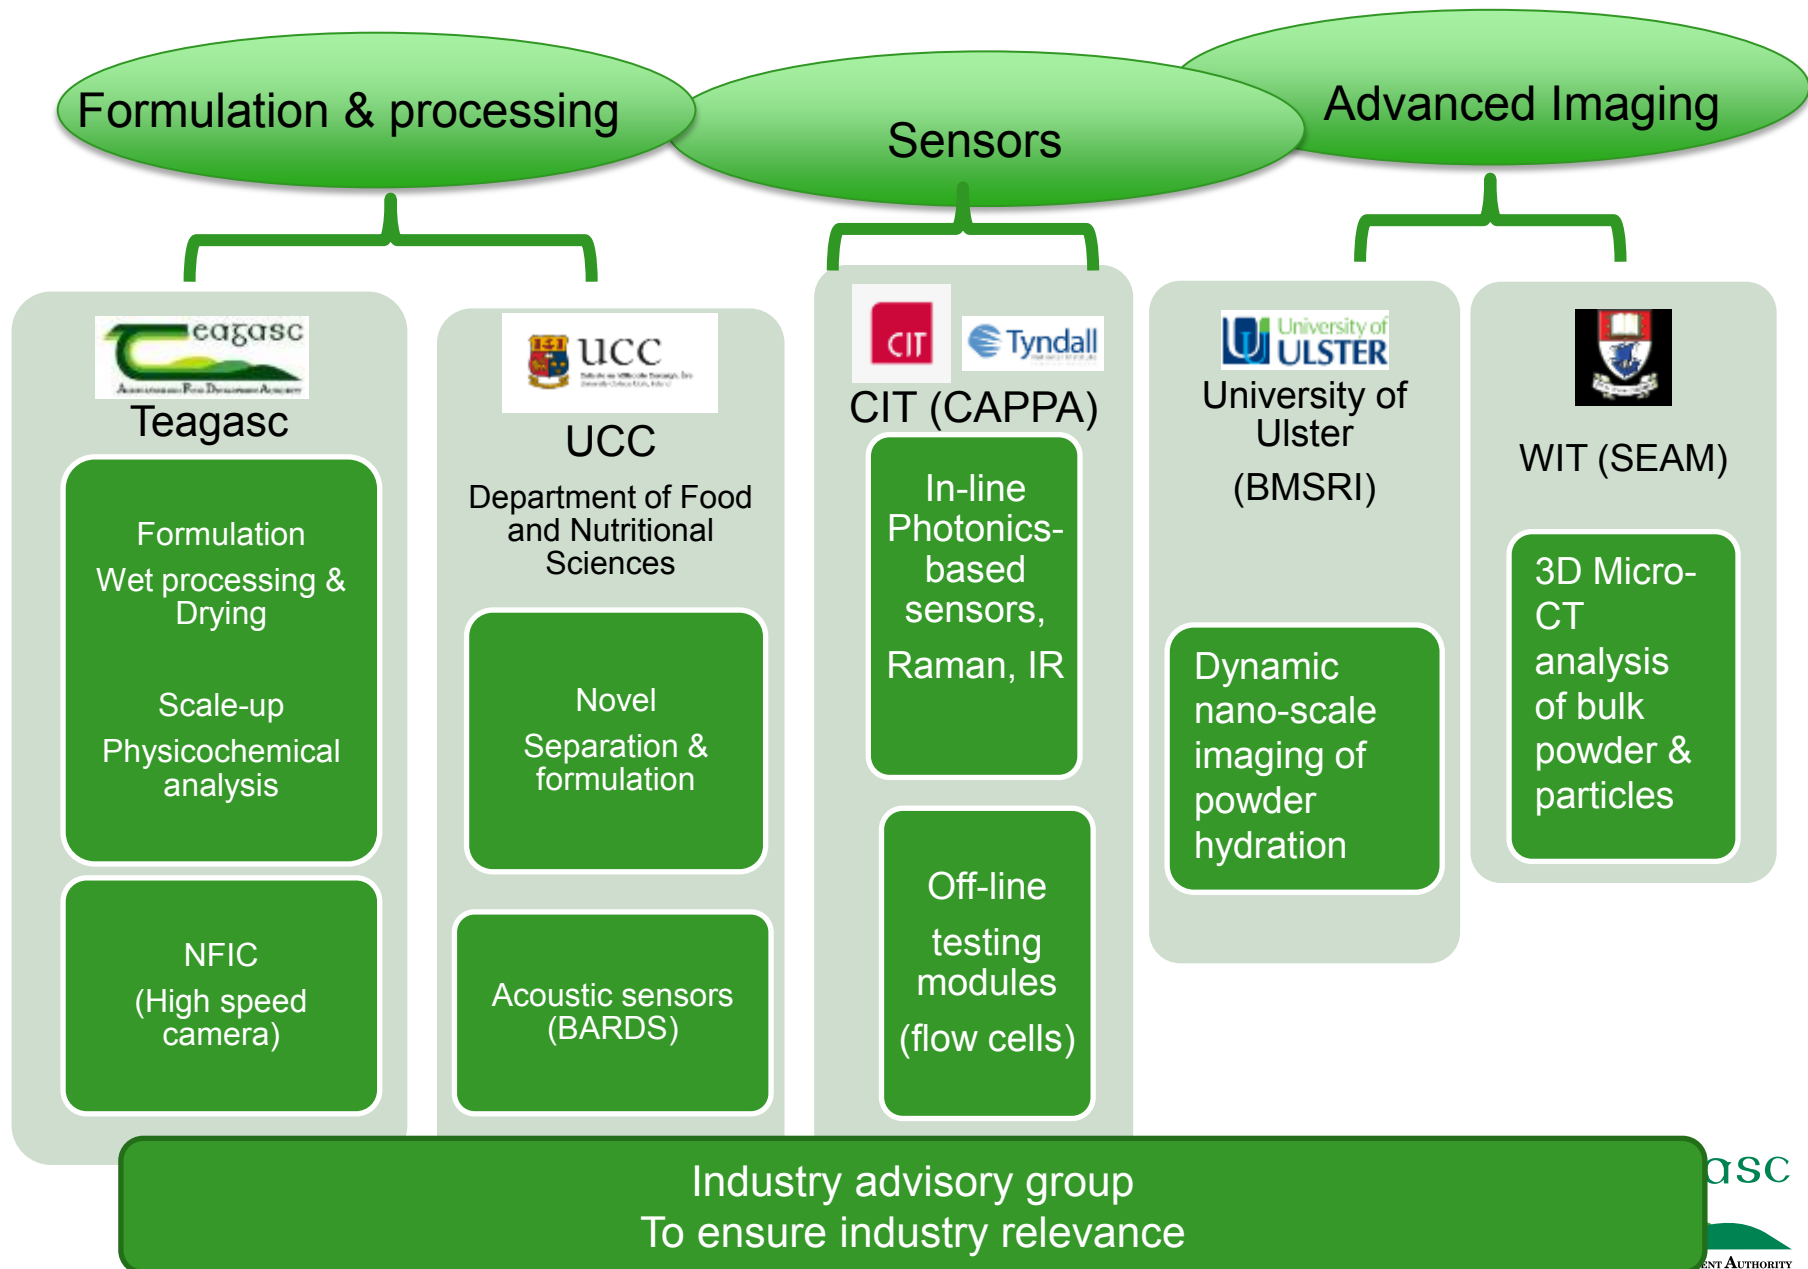 Formulation & processing
Sensors
Advanced Imaging
eagasc
Teagasc
Formulation
Wet processing &
Drying
Scale-up
Physicochemical
analysis
NFIC
(High speed
camera)
UCC
UCC
Department of Food
and Nutritional
Sciences
Novel
Separation &
formulation
Acoustic sensors
(BARDS)
CIT
Tyndall
CIT (CAPPA)
In-line
Photonics-
based
sensors,
Raman, IR
Off-line
testing
modules
(flow cells)
University of
ULSTER
University of
Ulster
(BMSRI)
Dynamic
nano-scale
imaging of
powder
hydration
WIT (SEAM)
3D Micro-
CT
analysis
of bulk
powder &
particles
Industry advisory group
To ensure industry relevance
asc
ENT AUTHORITY